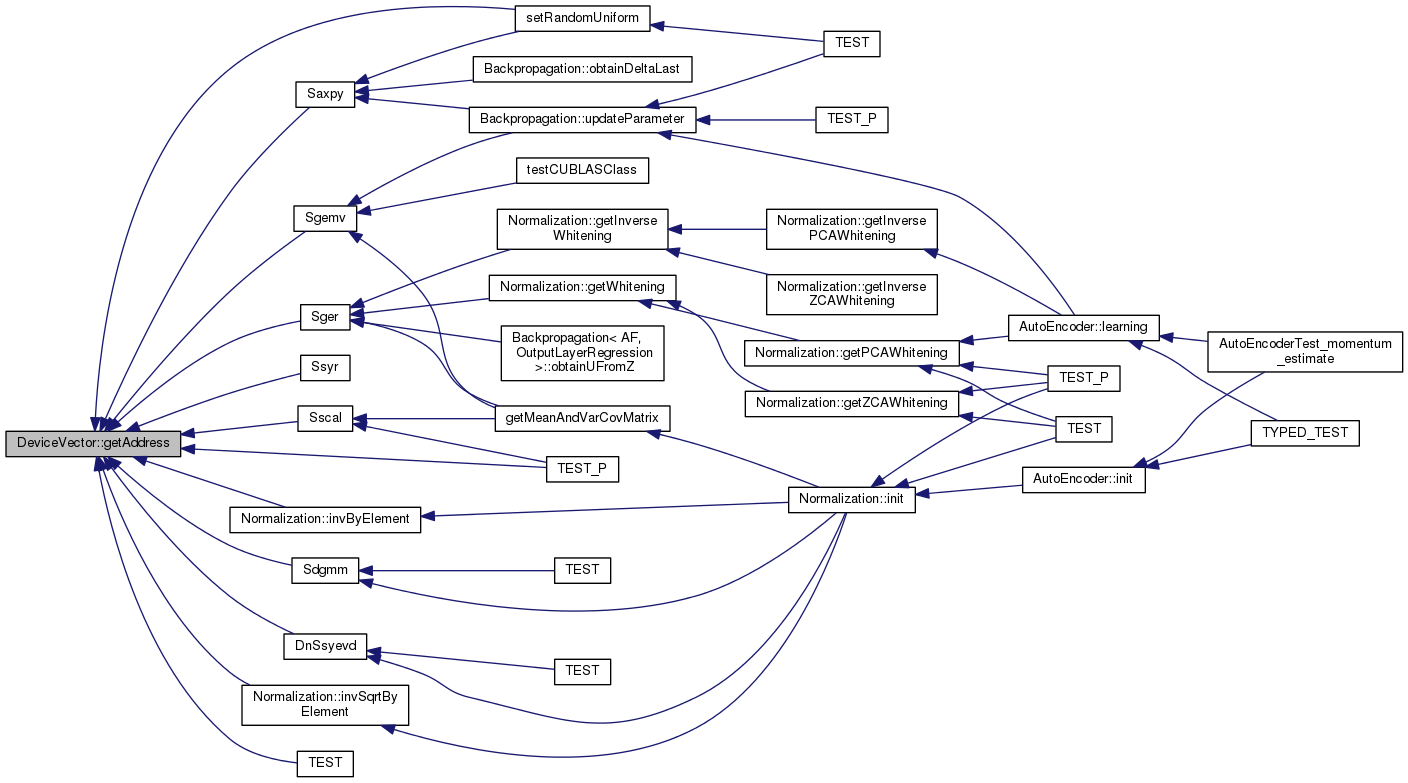 DeviceVector::getAddress
setRandomUniform
Saxpy
Backpropagation::obtainDeltaLast
Backpropagation::updateParameter
TEST
TEST_P
Sgemv
testCUBLASClass
Normalization::getInverse
Whitening
Normalization::getInverse
PCAWhitening
Normalization::getInverse
ZCAWhitening
Sger
Normalization::getWhitening
Backpropagation< AF,
OutputLayerRegression
>::obtainUFromZ
Normalization::getPCAWhitening
Normalization::getZCAWhitening
AutoEncoder::learning
AutoEncoderTest_momentum
_estimate
TEST_P
TEST
TYPED_TEST
Ssyr
Sscal
getMeanAndVarCovMatrix
TEST_P
Normalization::init
AutoEncoder::init
Normalization::invByElement
Sdgmm
TEST
DnSsyevd
TEST
Normalization::invSqrtBy
Element
TEST